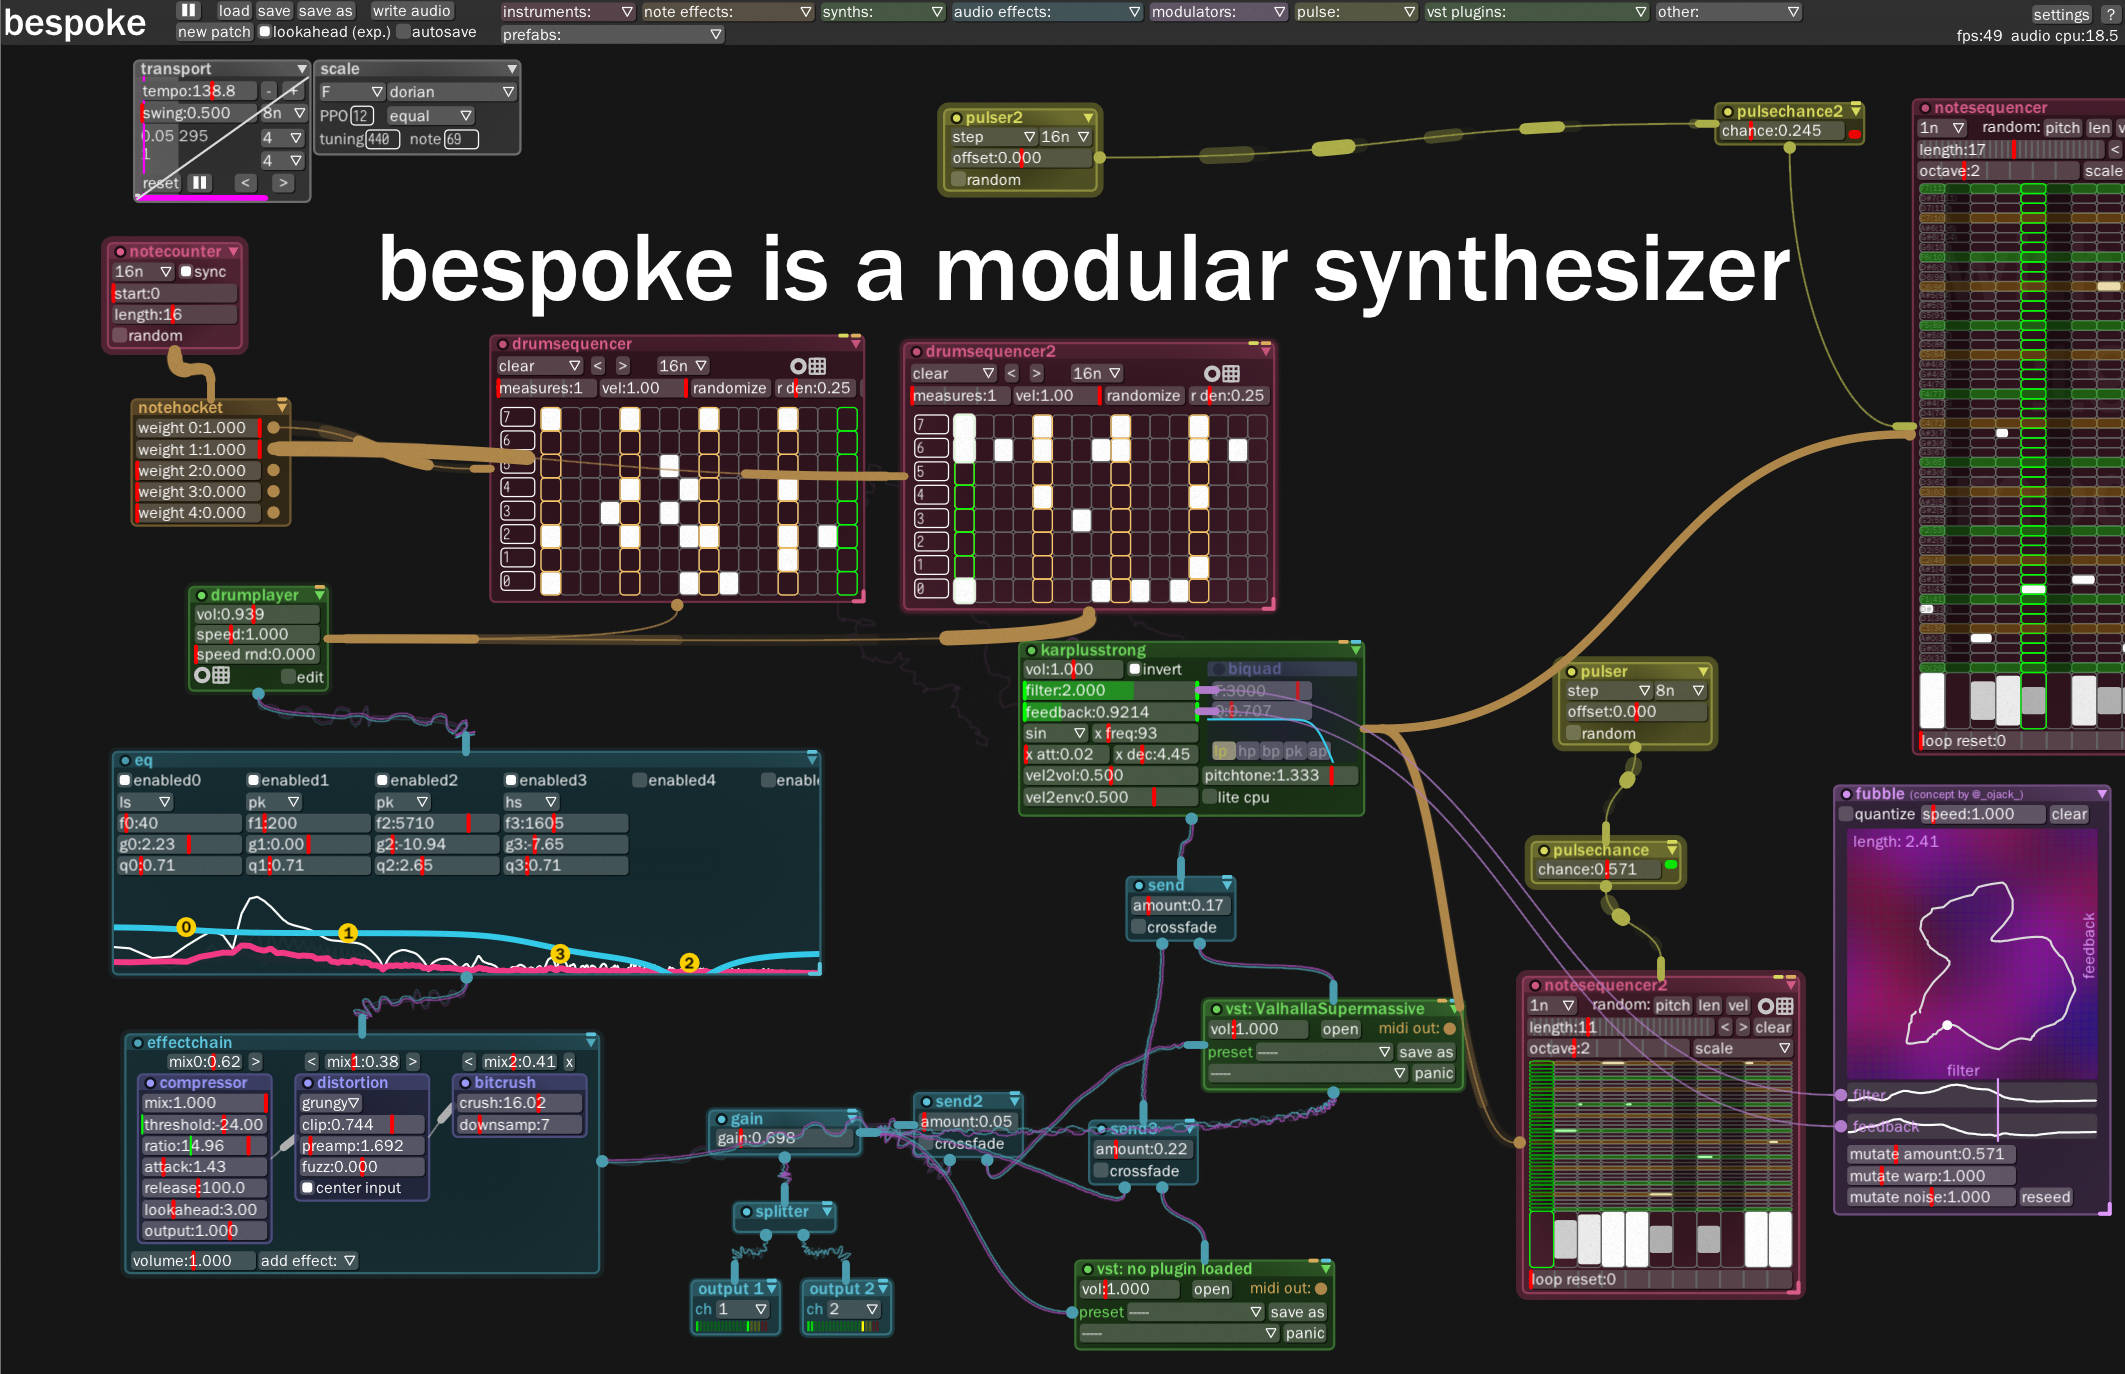 bespoke
load save save as write audio
new patch lookahead (exp.) autosave
instruments: note effects: synths: audio effects: modulators: pulse: vst plugins: other:
prefabs:
settings ?
fps:49 audio cpu:18.5
transport
tempo:138.8 - +
swing:0.500 8n
4
1
4
reset < >
scale
F dorian
PPO 12 equal
tuning 440 note 69
pulser2
step 16n
offset:0.000
random
pulsechance2
chance:0.245
notesequencer
1n random: pitch len
length:17 <
octave:2 scale
loop reset:0
bespoke is a modular synthesizer
notecounter
16n sync
start:0
length:16
random
notehocket
weight 0:1.000
weight 1:1.000
weight 2:0.000
weight 3:0.000
weight 4:0.000
drumsequencer
clear < > 16n
measures:1 vel:1.00 randomize r den:0.25
7
6
5
4
3
2
1
0
drumsequencer2
clear < > 16n
measures:1 vel:1.00 randomize r den:0.25
7
6
5
4
3
2
1
0
drumplayer
vol:0.939
speed:1.000
speed rnd:0.000
edit
karplusstrong
vol:1.000 invert biquad
filter:2.000 F:3000
feedback:0.9214 Q:0.707
sin x freq:93
x att:0.02 x dec:4.45 lp hp bp pk ap
vel2vol:0.500 pitchtone:1.333
vel2env:0.500 lite cpu
pulser
step 8n
offset:0.000
random
pulsechance
chance:0.571
eq
enabled0 enabled1 enabled2 enabled3 enabled4
ls pk pk hs
f0:40 f1:200 f2:5710 f3:1605
g0:2.23 g1:0.00 g2:-10.94 g3:-7.65
q0:0.71 q1:0.71 q2:2.65 q3:0.71
0 1 3 2
fubble (concept by @_ojack_)
quantize speed:1.000 clear
length: 2.41
feedback
filter
filter
feedback
mutate amount:0.571
mutate warp:1.000
mutate noise:1.000 reseed
send
amount:0.17
crossfade
vst: ValhallaSupermassive
vol:1.000 open midi out:
preset ----- save as
----- panic
notesequencer2
1n random: pitch len vel
length:11 < > clear
octave:2 scale
loop reset:0
effectchain
mix0:0.62 > < mix1:0.38 > < mix2:0.41 x
compressor
mix:1.000
threshold:-24.00
ratio:14.96
attack:1.43
release:100.0
lookahead:3.00
output:1.000
distortion
grungy
clip:0.744
preamp:1.692
fuzz:0.000
center input
bitcrush
crush:16.02
downsamp:7
volume:1.000 add effect:
gain
gain:0.698
send2
amount:0.05
crossfade
send3
amount:0.22
crossfade
splitter
output 1
ch 1
output 2
ch 2
vst: no plugin loaded
vol:1.000 open midi out:
preset ----- save as
----- panic